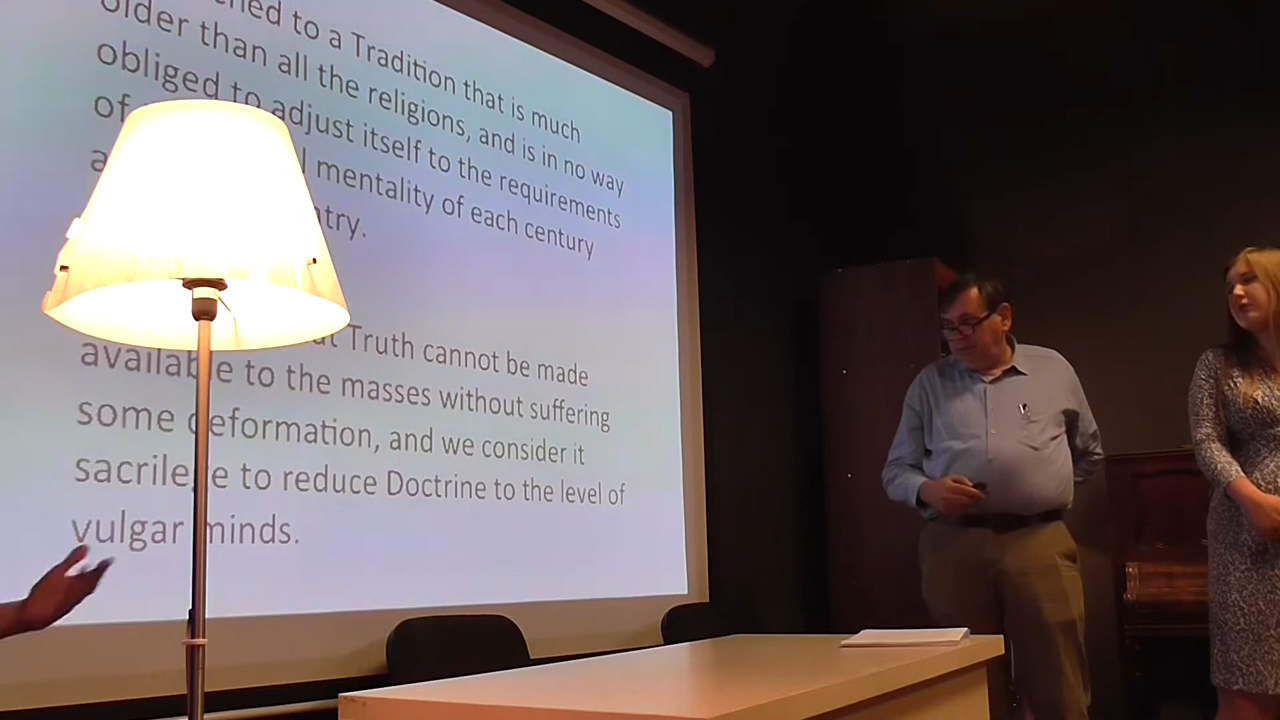 to a Tradition that is much
older than all the religions, and is in no way
obliged to adjust itself to the requirements
mentality of each century
Truth cannot be made
available to the masses without suffering
some deformation, and we consider it
sacrilege to reduce Doctrine to the level of
vulgar minds.